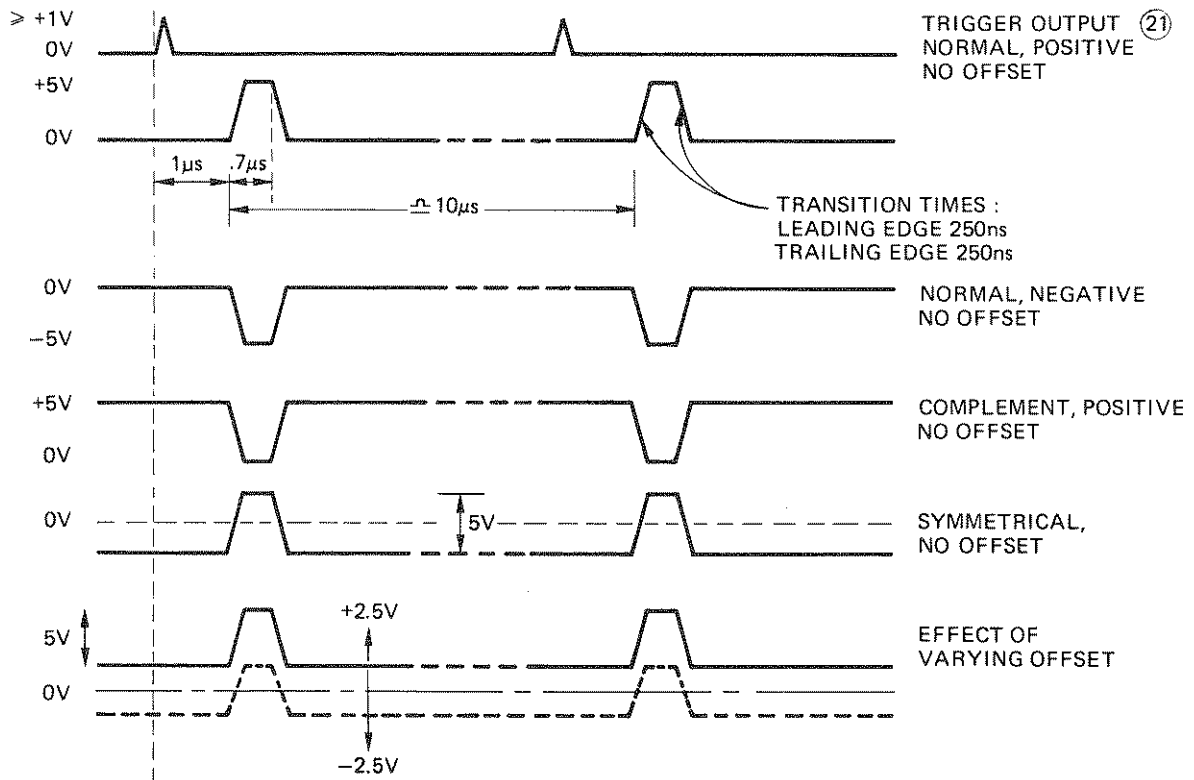 ⩾ +1V
0V
TRIGGER OUTPUT 21
NORMAL, POSITIVE
NO OFFSET
+5V
0V
1µs
.7µs
≏ 10µs
TRANSITION TIMES :
LEADING EDGE 250ns
TRAILING EDGE 250ns
0V
−5V
NORMAL, NEGATIVE
NO OFFSET
+5V
0V
COMPLEMENT, POSITIVE
NO OFFSET
0V
5V
SYMMETRICAL,
NO OFFSET
5V
0V
+2.5V
−2.5V
EFFECT OF
VARYING OFFSET